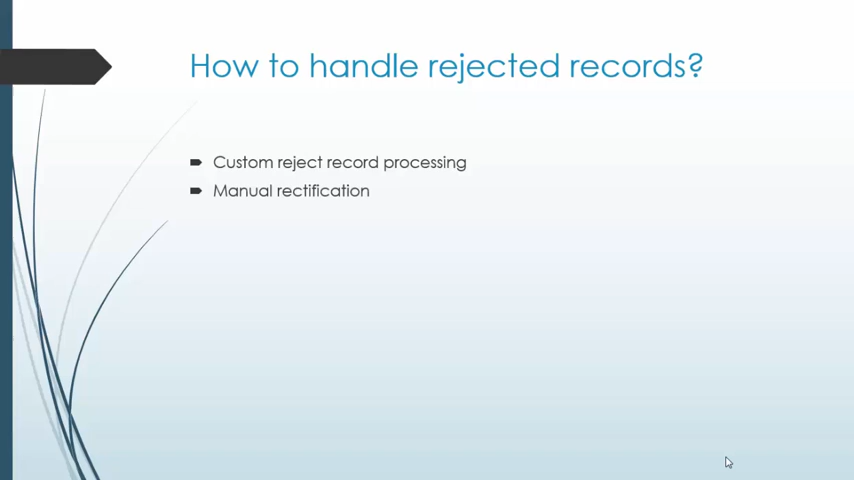 How to handle rejected records?
Custom reject record processing
Manual rectification